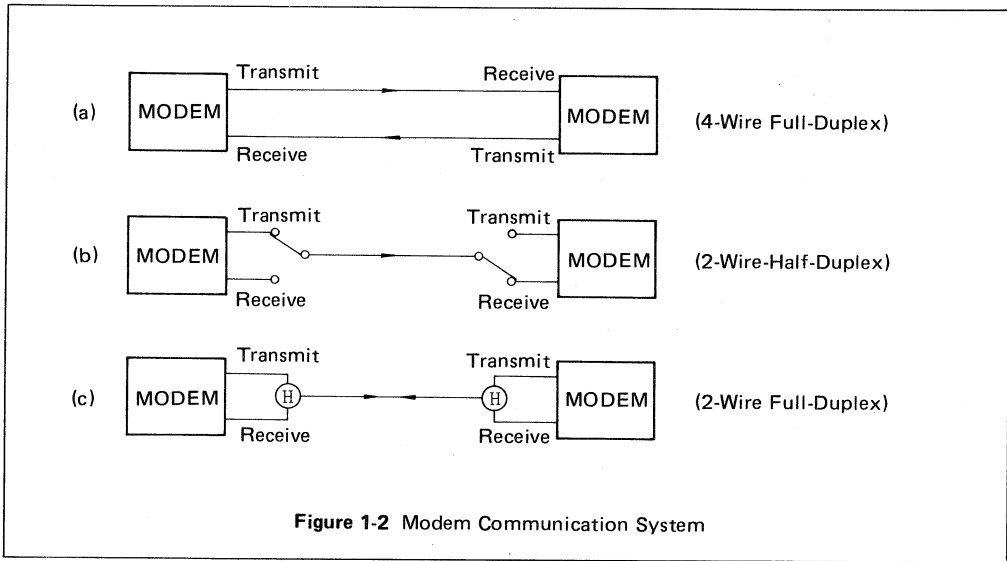 Transmit Receive
(a) MODEM MODEM (4-Wire Full-Duplex)
Receive Transmit
Transmit Transmit
(b) MODEM MODEM (2-Wire-Half-Duplex)
Receive Receive
Transmit Transmit
(c) MODEM H H MODEM (2-Wire Full-Duplex)
Receive Receive
Figure 1-2 Modem Communication System